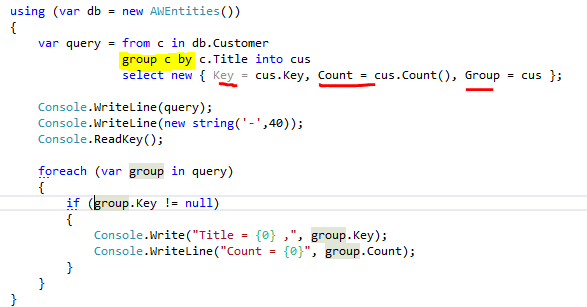 using (var db = new AWEntities())
{
var query = from c in db.Customer
group c by c.Title into cus
select new { Key = cus.Key, Count = cus.Count(), Group = cus };
Console.WriteLine(query);
Console.WriteLine(new string('-',40));
Console.ReadKey();
foreach (var group in query)
{
if (group.Key != null)
{
Console.Write("Title = {0} ,", group.Key);
Console.WriteLine("Count = {0}", group.Count);
}
}
}